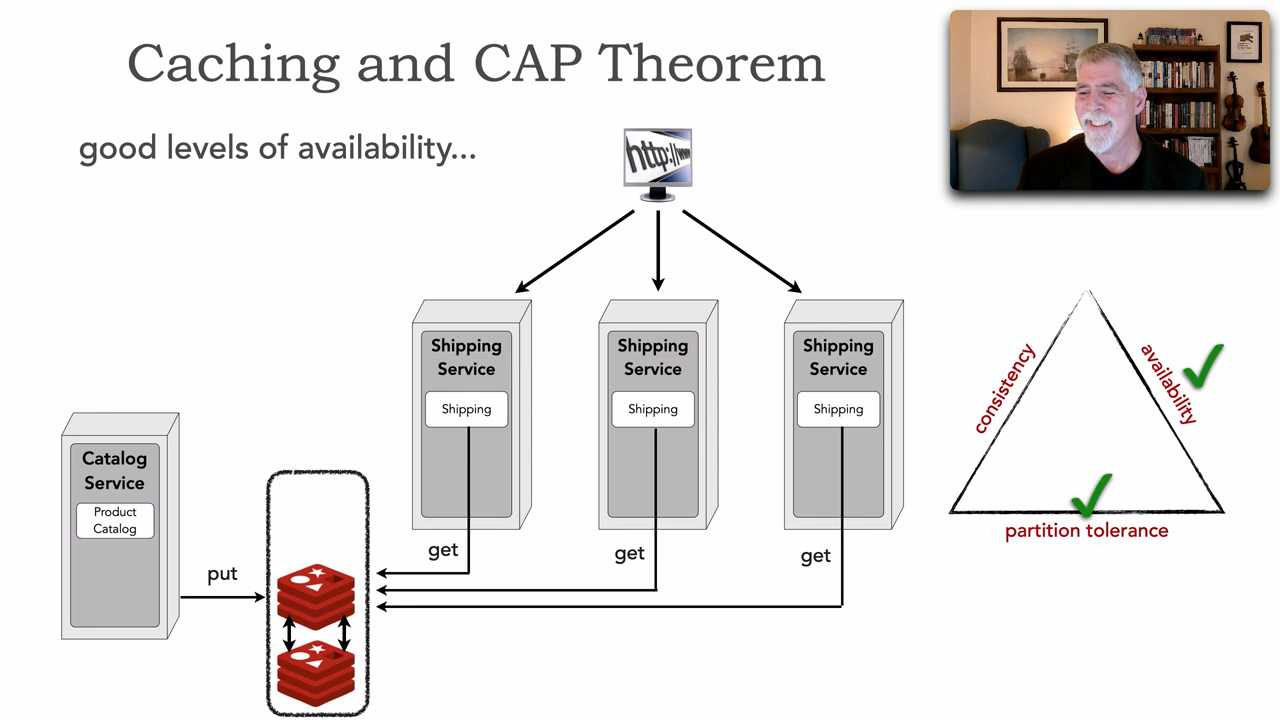 Caching and CAP Theorem
good levels of availability...
http://www
Shipping
Service
Shipping
Shipping
Service
Shipping
Shipping
Service
Shipping
consistency
availability
partition tolerance
Catalog
Service
Product
Catalog
put
get
get
get